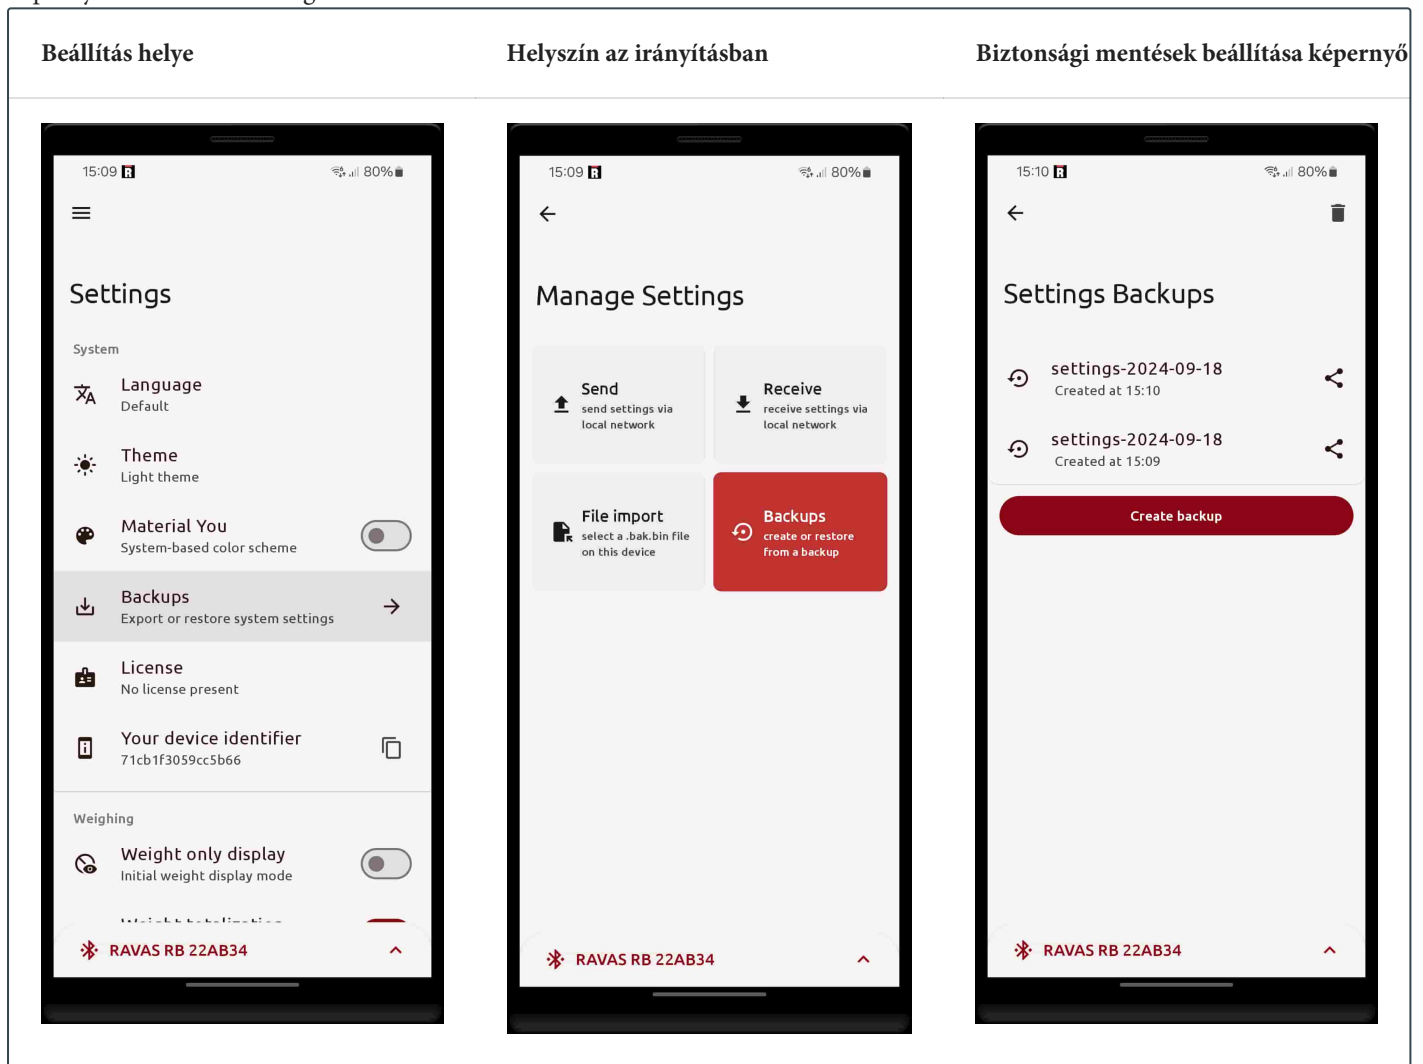 Beállítás helye
Helyszín az irányításban
Biztonsági mentések beállítása képernyő
15:09
80%
Settings
System
Language
Default
Theme
Light theme
Material You
System-based color scheme
Backups
Export or restore system settings
License
No license present
Your device identifier
71cb1f3059cc5b66
Weighing
Weight only display
Initial weight display mode
RAVAS RB 22AB34
15:09
80%
Manage Settings
Send
send settings via
local network
Receive
receive settings via
local network
File import
select a .bak.bin file
on this device
Backups
create or restore
from a backup
RAVAS RB 22AB34
15:10
80%
Settings Backups
settings-2024-09-18
Created at 15:10
settings-2024-09-18
Created at 15:09
Create backup
RAVAS RB 22AB34